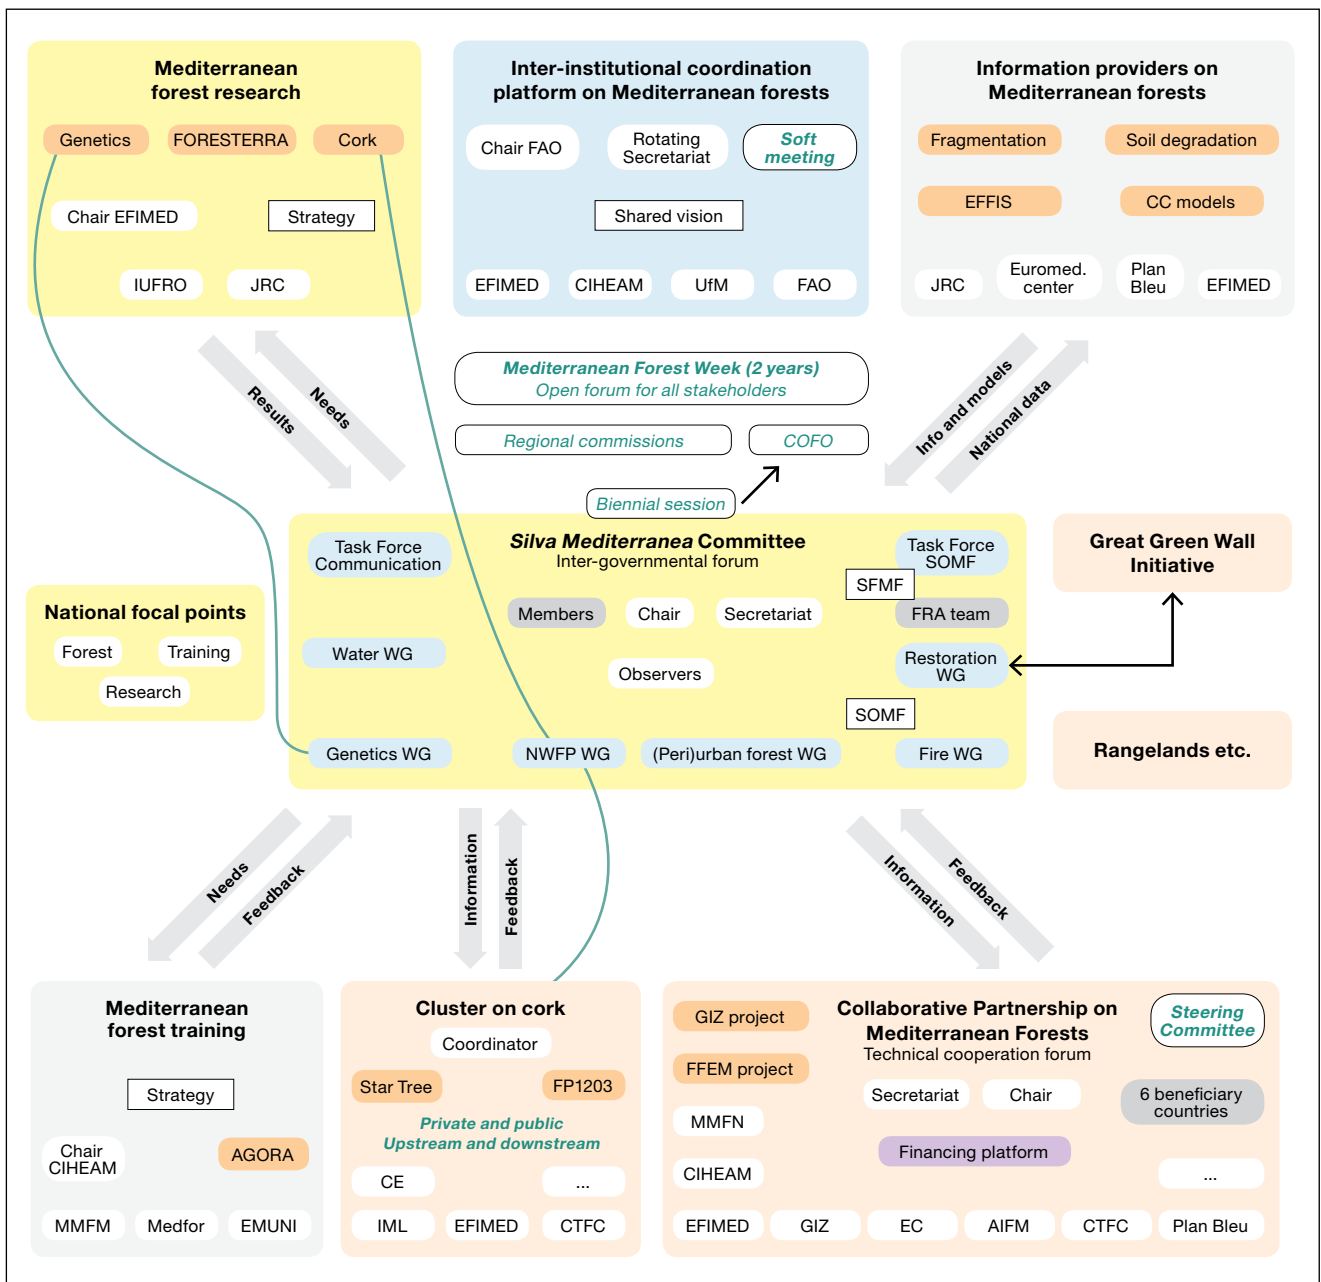 Mediterranean
forest research
Genetics
FORESTERRA
Cork
Chair EFIMED
Strategy
IUFRO
JRC
Inter-institutional coordination
platform on Mediterranean forests
Chair FAO
Rotating
Secretariat
Soft
meeting
Shared vision
EFIMED
CIHEAM
UfM
FAO
Information providers on
Mediterranean forests
Fragmentation
Soil degradation
EFFIS
CC models
JRC
Euromed.
center
Plan
Bleu
EFIMED
Results
Needs
Mediterranean Forest Week (2 years)
Open forum for all stakeholders
Regional commissions
COFO
Biennial session
Info and models
National data
National focal points
Forest
Training
Research
Silva Mediterranea Committee
Inter-governmental forum
Task Force
Communication
Task Force
SOMF
SFMF
Members
Chair
Secretariat
FRA team
Water WG
Observers
Restoration
WG
SOMF
Genetics WG
NWFP WG
(Peri)urban forest WG
Fire WG
Great Green Wall
Initiative
Rangelands etc.
Needs
Feedback
Information
Feedback
Information
Feedback
Mediterranean
forest training
Strategy
Chair
CIHEAM
AGORA
MMFM
Medfor
EMUNI
Cluster on cork
Coordinator
Star Tree
FP1203
Private and public
Upstream and downstream
CE
...
IML
EFIMED
CTFC
Collaborative Partnership on
Mediterranean Forests
Technical cooperation forum
Steering
Committee
GIZ project
FFEM project
Secretariat
Chair
6 beneficiary
countries
MMFN
Financing platform
CIHEAM
...
EFIMED
GIZ
EC
AIFM
CTFC
Plan Bleu